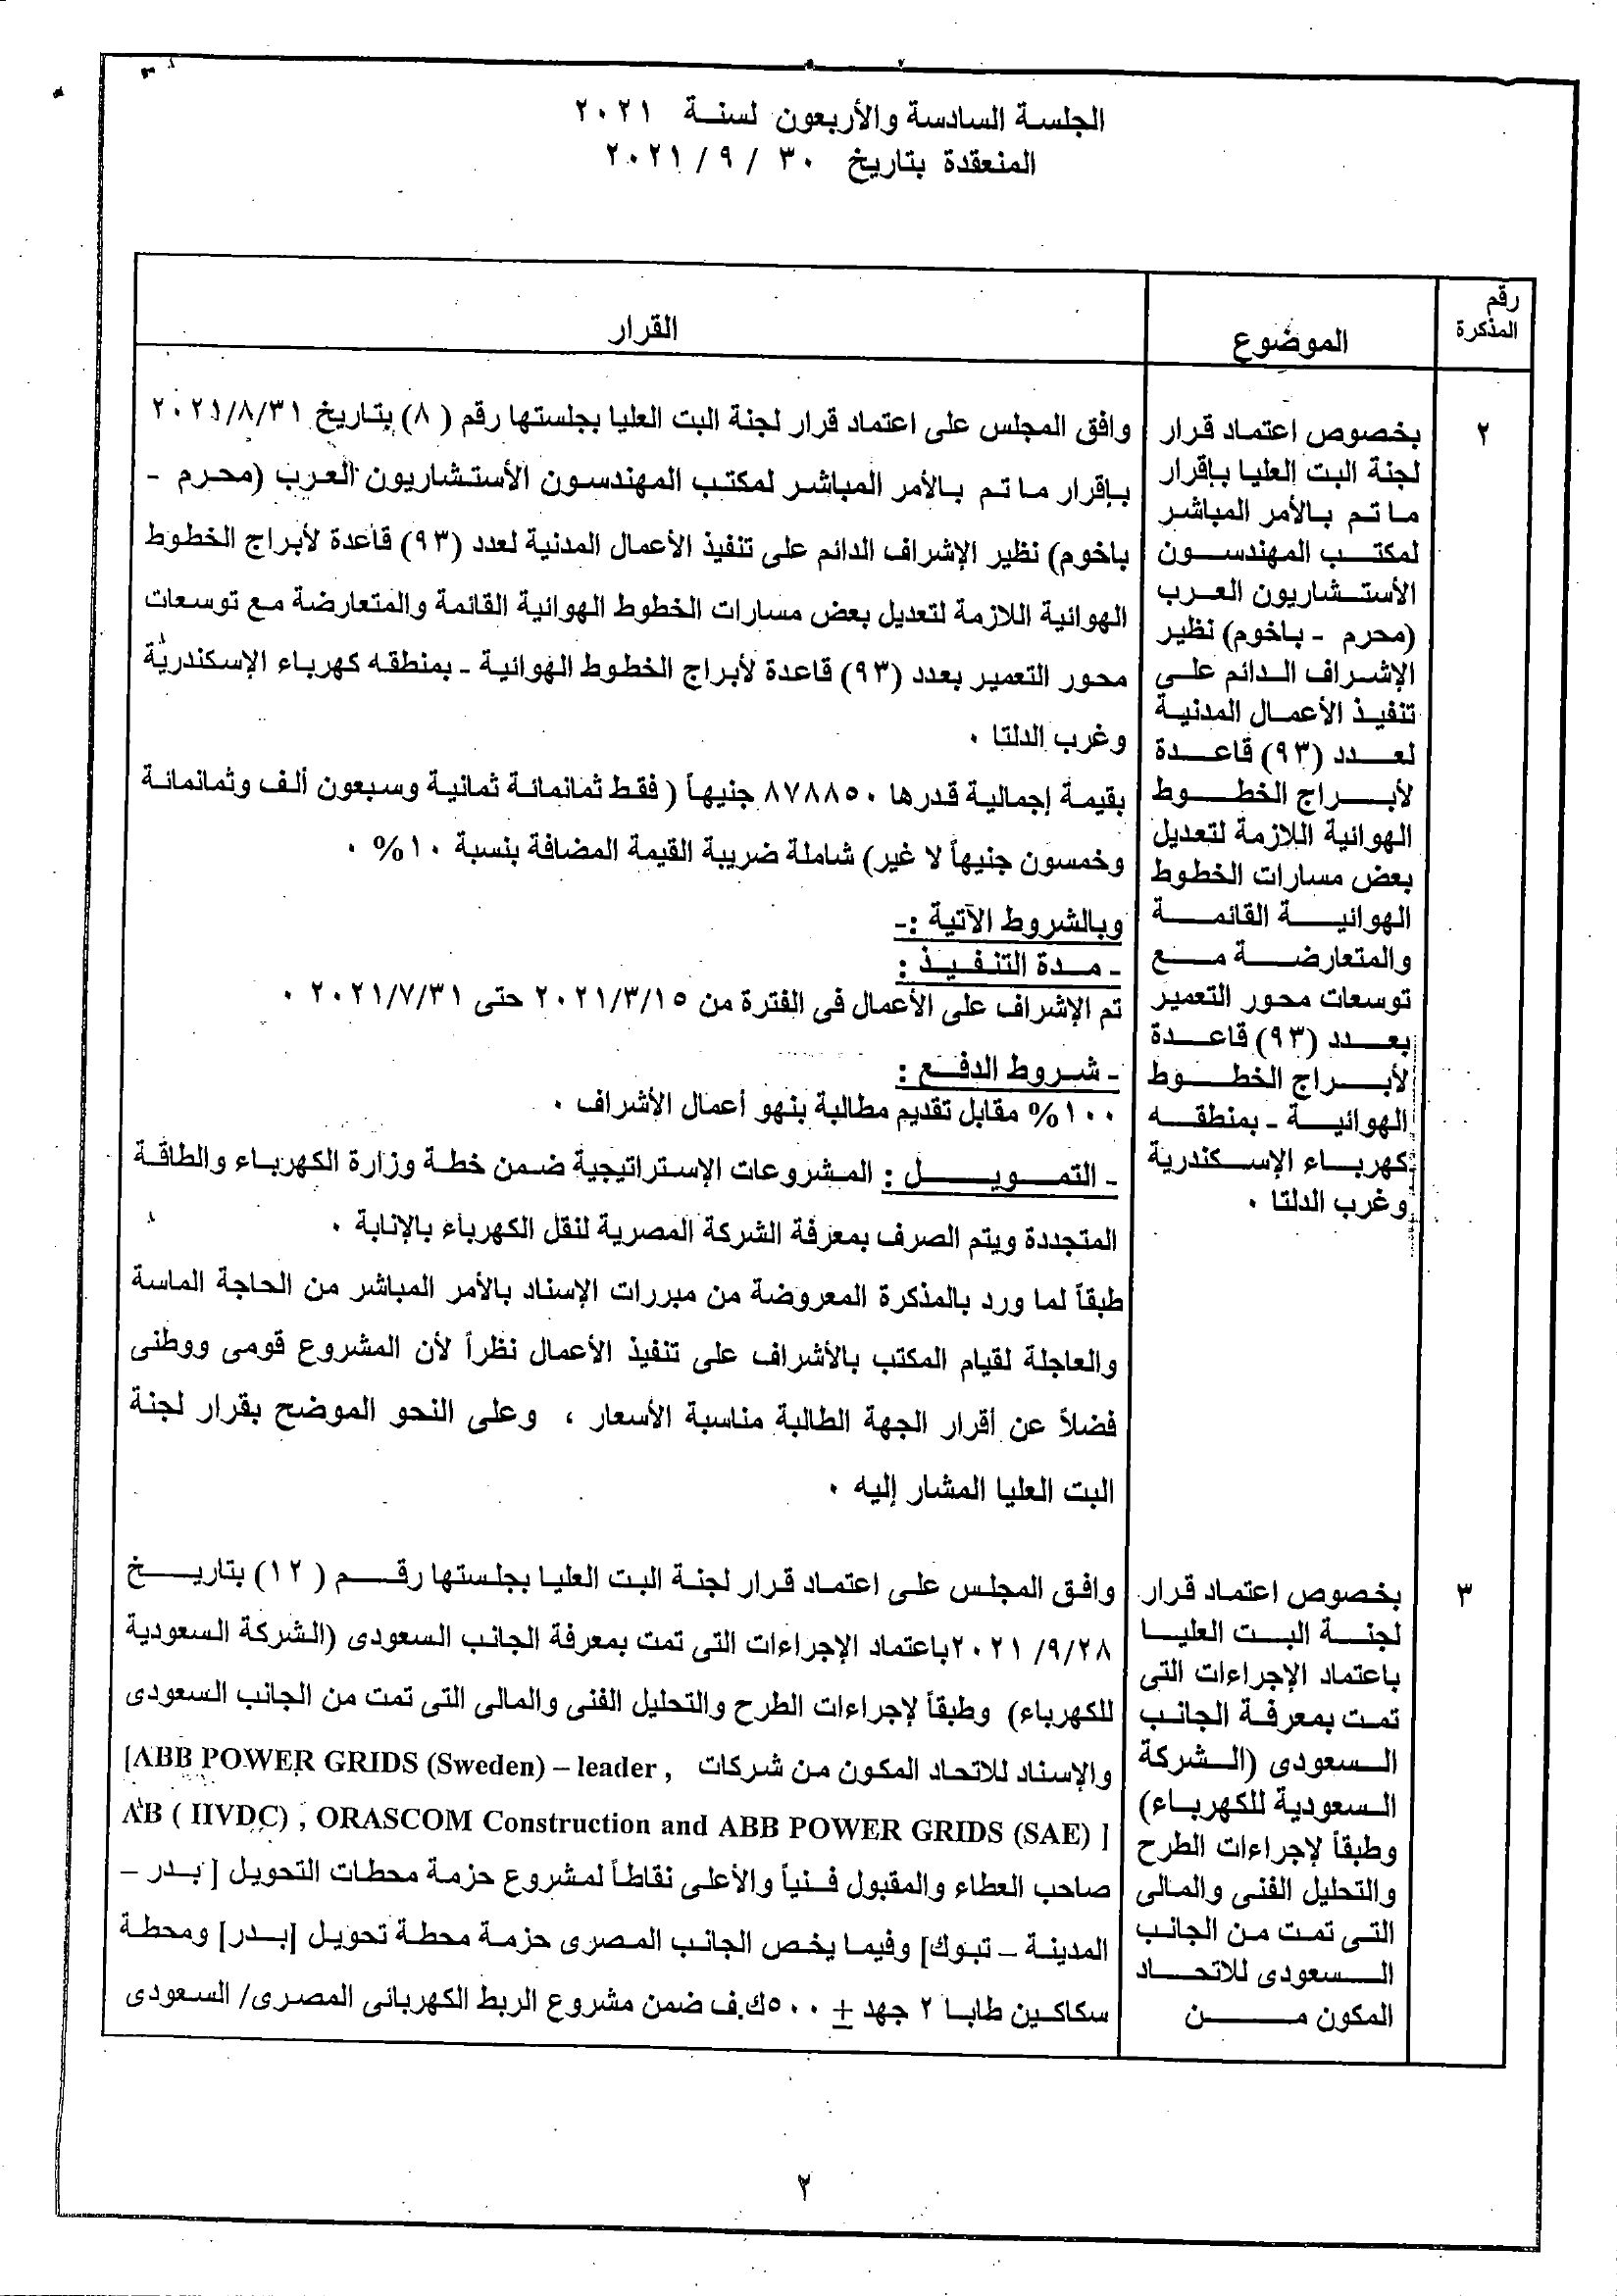 الجلسة السادسة والأربعون لسنة ٢٠٢١
المنعقدة بتاريخ ٣٠ / ٩ / ٢٠٢١
رقم
المذكرة
الموضوع
القرار
٢
بخصوص اعتماد قرار
لجنة البت العليا بإقرار
ما تم بالأمر المباشر
لمكتب المهندسون
الأستشاريون العرب
(محرم - باخوم) نظير
الإشراف الدائم على
تنفيذ الأعمال المدنية
لعدد (٩٣) قاعدة
لأبراج الخطوط
الهوائية اللازمة لتعديل
بعض مسارات الخطوط
الهوائية القائمة
والمتعارضة مع
توسعات محور التعمير
بعدد (٩٣) قاعدة
لأبراج الخطوط
الهوائية - بمنطقه
كهرباء الإسكندرية
وغرب الدلتا ٠
وافق المجلس على اعتماد قرار لجنة البت العليا بجلستها رقم ( ٨) بتاريخ ٢٠٢١/٨/٣١
بإقرار ما تم بالأمر المباشر لمكتب المهندسون الأستشاريون العرب (محرم -
باخوم) نظير الإشراف الدائم على تنفيذ الأعمال المدنية لعدد (٩٣) قاعدة لأبراج الخطوط
الهوائية اللازمة لتعديل بعض مسارات الخطوط الهوائية القائمة والمتعارضة مع توسعات
محور التعمير بعدد (٩٣) قاعدة لأبراج الخطوط الهوائية - بمنطقه كهرباء الإسكندرية
وغرب الدلتا ٠
بقيمة إجمالية قدرها ٨٧٨٨٥٠ جنيهاً ( فقط ثمانمائة ثمانية وسبعون ألف وثمانمائة
وخمسون جنيهاً لا غير) شاملة ضريبة القيمة المضافة بنسبة ١٠% ٠
وبالشروط الآتية :-
- مدة التنفيذ :
تم الإشراف على الأعمال فى الفترة من ٢٠٢١/٣/١٥ حتى ٢٠٢١/٧/٣١ ٠
- شروط الدفع :
١٠٠% مقابل تقديم مطالبة بنهو أعمال الأشراف ٠
- التمويل : المشروعات الإستراتيجية ضمن خطة وزارة الكهرباء والطاقة
المتجددة ويتم الصرف بمعرفة الشركة المصرية لنقل الكهرباء بالإنابة ٠
طبقاً لما ورد بالمذكرة المعروضة من مبررات الإسناد بالأمر المباشر من الحاجة الماسة
والعاجلة لقيام المكتب بالأشراف على تنفيذ الأعمال نظراً لأن المشروع قومى ووطنى
فضلاً عن أقرار الجهة الطالبة مناسبة الأسعار ، وعلى النحو الموضح بقرار لجنة
البت العليا المشار إليه ٠
٣
بخصوص اعتماد قرار
لجنة البت العليا
باعتماد الإجراءات التى
تمت بمعرفة الجانب
السعودى (الشركة
السعودية للكهرباء)
وطبقاً لإجراءات الطرح
والتحليل الفنى والمالى
التى تمت من الجانب
السعودى للاتحاد
المكون من
وافق المجلس على اعتماد قرار لجنة البت العليا بجلستها رقم ( ١٢) بتاريخ
٢٠٢١/٩/٢٨ باعتماد الإجراءات التى تمت بمعرفة الجانب السعودى (الشركة السعودية
للكهرباء) وطبقاً لإجراءات الطرح والتحليل الفنى والمالى التى تمت من الجانب السعودى
والإسناد للاتحاد المكون من شركات [ABB POWER GRIDS (Sweden) – leader ,
AB ( HVDC) , ORASCOM Construction and ABB POWER GRIDS (SAE) ]
صاحب العطاء والمقبول فنياً والأعلى نقاطاً لمشروع حزمة محطات التحويل [ بدر –
المدينة – تبوك] وفيما يخص الجانب المصرى حزمة محطة تحويل [بدر] ومحطة
سكاكين طابا ٢ جهد ± ٥٠٠ ك.ف ضمن مشروع الربط الكهربائى المصرى/ السعودى
٣